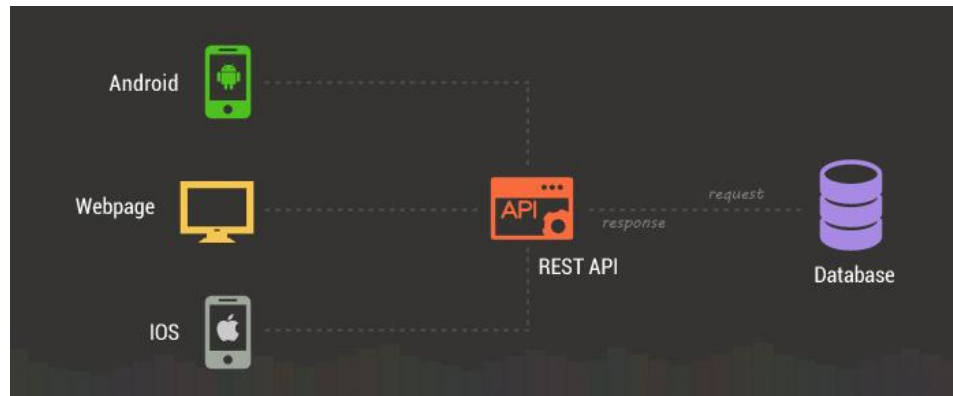 Android
Webpage
IOS
API
REST API
response
request
Database